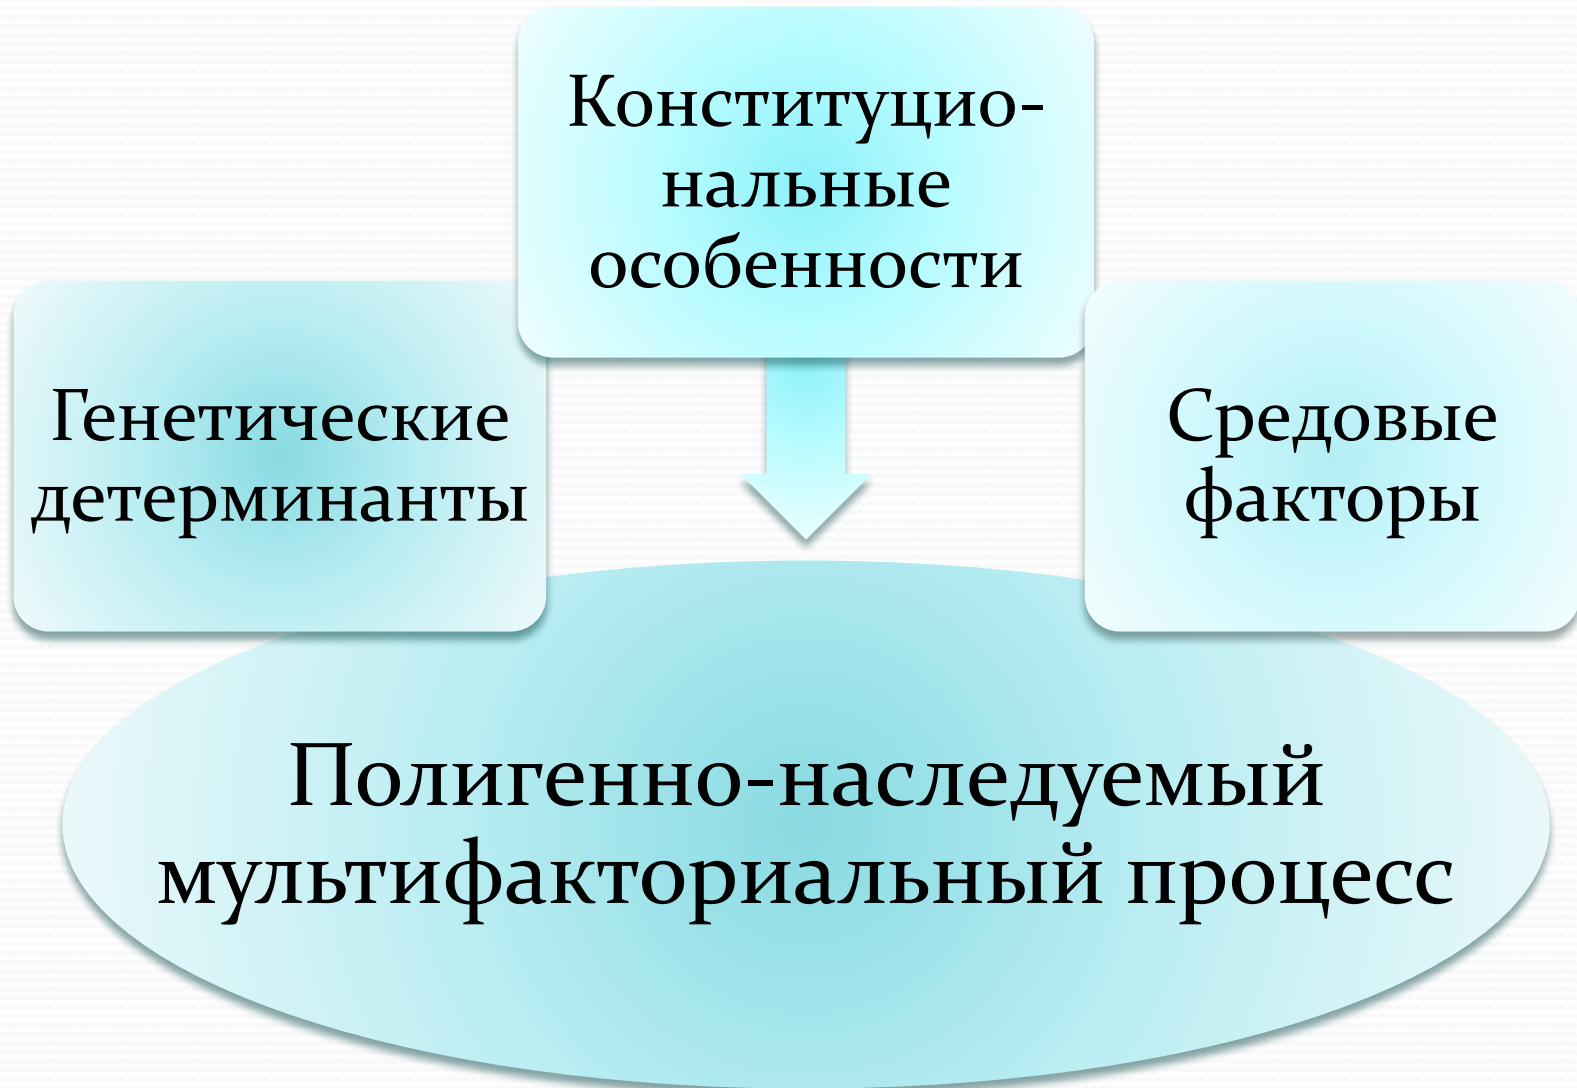 Конституцио-
нальные
особенности
Генетические
детерминанты
Средовые
факторы
Полигенно-наследуемый
мультифакториальный процесс